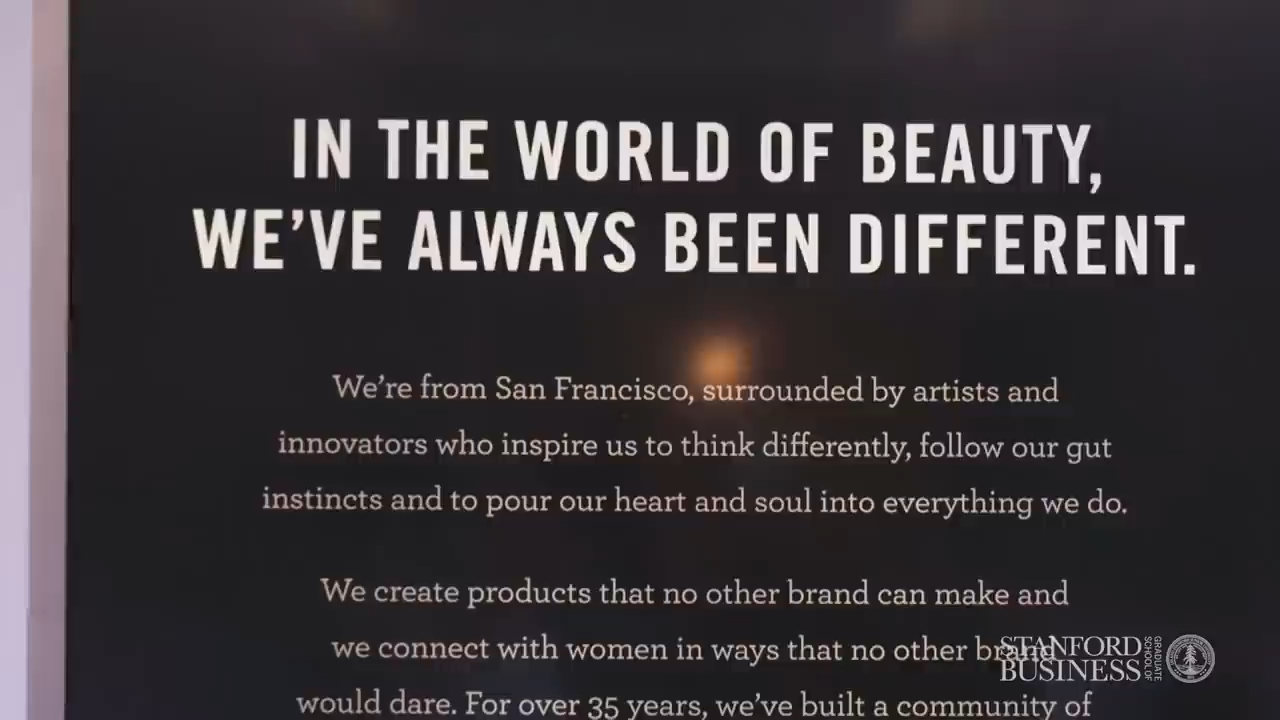 IN THE WORLD OF BEAUTY,
WE'VE ALWAYS BEEN DIFFERENT.
We're from San Francisco, surrounded by artists and
innovators who inspire us to think differently, follow our gut
instincts and to pour our heart and soul into everything we do.
We create products that no other brand can make and
we connect with women in ways that no other brand
would dare. For over 35 years, we've built a community of
STANFORD
BUSINESS
GRADUATE
SCHOOL OF